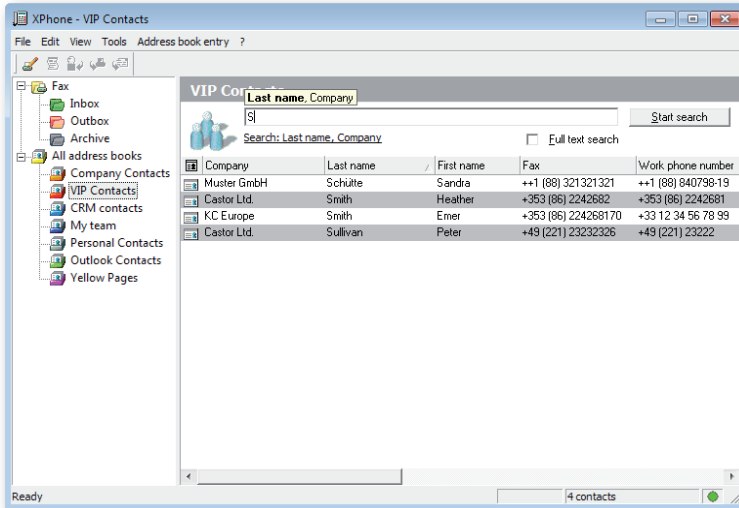 XPhone - VIP Contacts
File Edit View Tools Address book entry ?
Fax
Inbox
Outbox
Archive
All address books
Company Contacts
VIP Contacts
CRM contacts
My team
Personal Contacts
Outlook Contacts
Yellow Pages
VIP
Last name, Company
S
Start search
Search: Last name, Company
Full text search
Company Last name First name Fax Work phone number
Muster GmbH Schütte Sandra ++1 (88) 321321321 ++1 (88) 840798-19
Castor Ltd. Smith Heather +353 (86) 2242682 +353 (86) 2242681
KC Europe Smith Emer +353 (86) 224268170 +33 12 34 56 78 99
Castor Ltd. Sullivan Peter +49 (221) 23232326 +49 (221) 23222
Ready 4 contacts